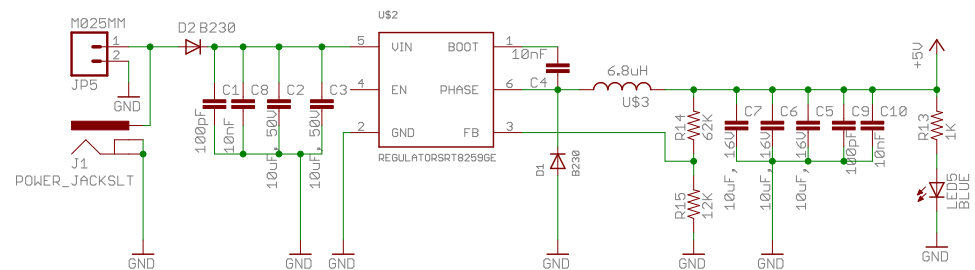 M025MM
1
2
JP5
GND
J1
POWER_JACKSLT
GND
D2 B230
C1
100pF
C8
10nF
C2
10uF, 50V
C3
10uF, 50V
GND
U$2
5
VIN
BOOT
1
4
EN
PHASE
6
2
GND
FB
3
REGULATORSRT8259GE
GND
10nF
C4
6.8uH
U$3
D1
B230
GND
R14
62K
R15
12K
GND
C7
10uF, 16V
C6
10uF, 16V
C5
10uF, 16V
C9
100pF
C10
10nF
GND
+5V
R13
1K
LED5
BLUE
GND